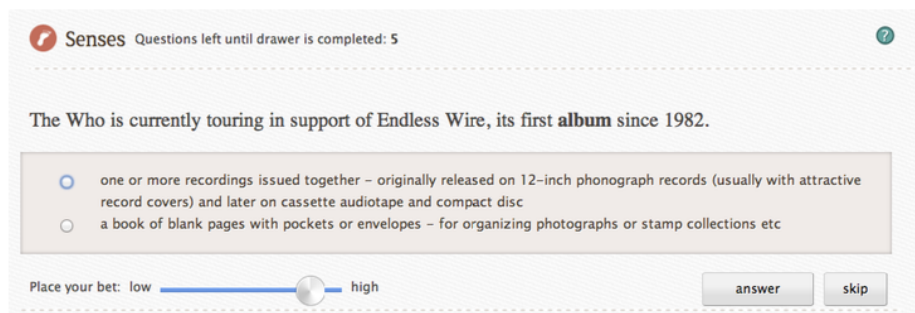 Senses Questions left until drawer is completed: 5 ?
The Who is currently touring in support of Endless Wire, its first album since 1982.
one or more recordings issued together – originally released on 12-inch phonograph records (usually with attractive
record covers) and later on cassette audiotape and compact disc
a book of blank pages with pockets or envelopes – for organizing photographs or stamp collections etc
Place your bet: low high answer skip